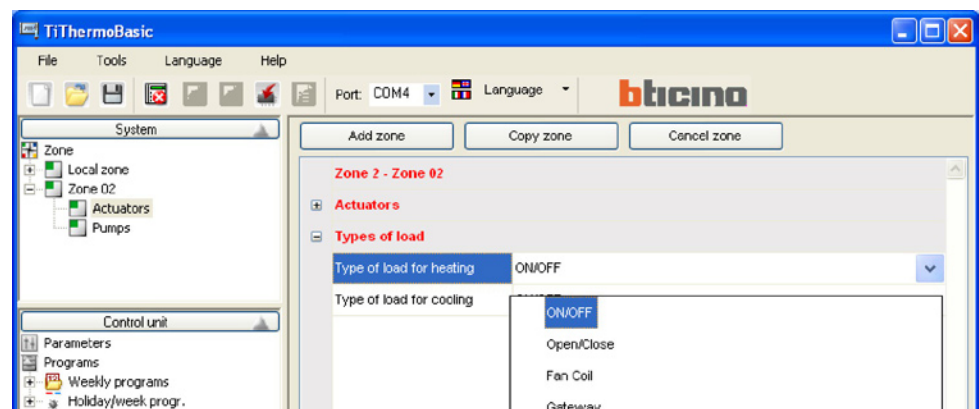 TiThermoBasic
File Tools Language Help
Port: COM4 Language bticino
System
Zone
Local zone
Zone 02
Actuators
Pumps
Control unit
Parameters
Programs
Weekly programs
Holiday/week progr.
Add zone Copy zone Cancel zone
Zone 2 - Zone 02
Actuators
Types of load
Type of load for heating ON/OFF
Type of load for cooling
ON/OFF
Open/Close
Fan Coil
Gateway